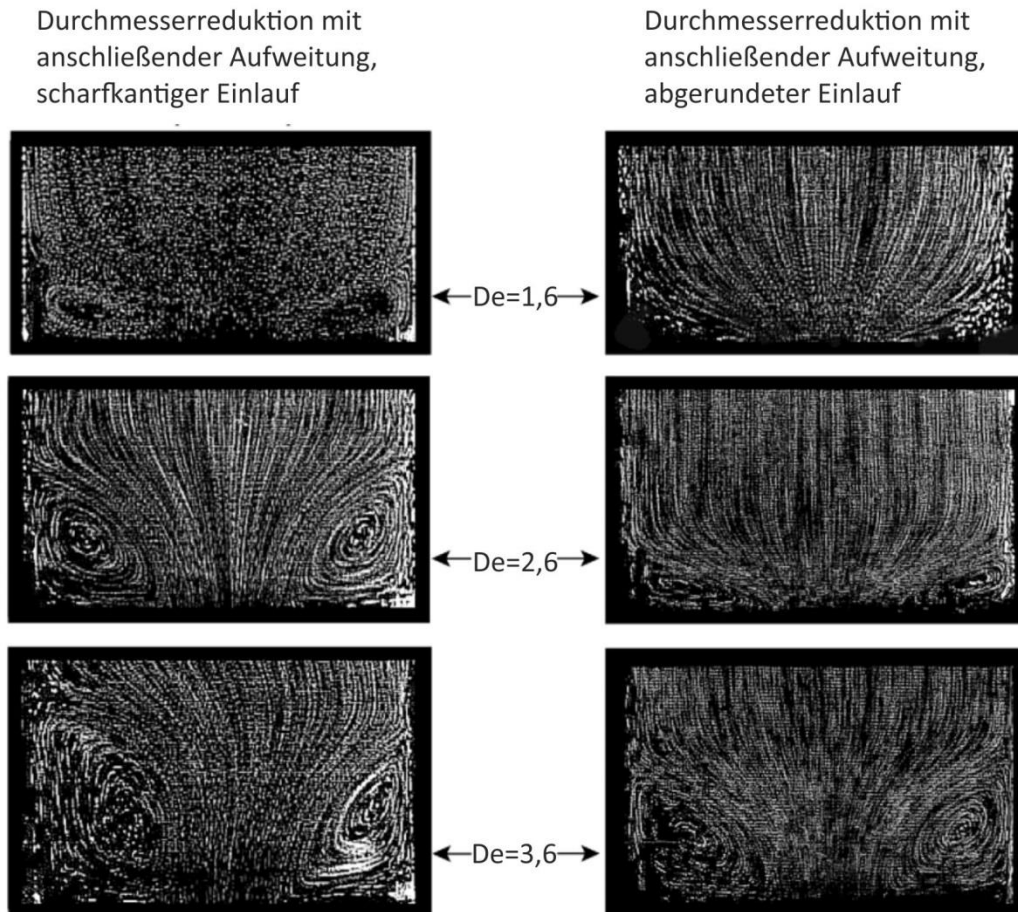 Durchmesserreduktion mit
anschließender Aufweitung,
scharfkantiger Einlauf
Durchmesserreduktion mit
anschließender Aufweitung,
abgerundeter Einlauf
De=1,6
De=2,6
De=3,6